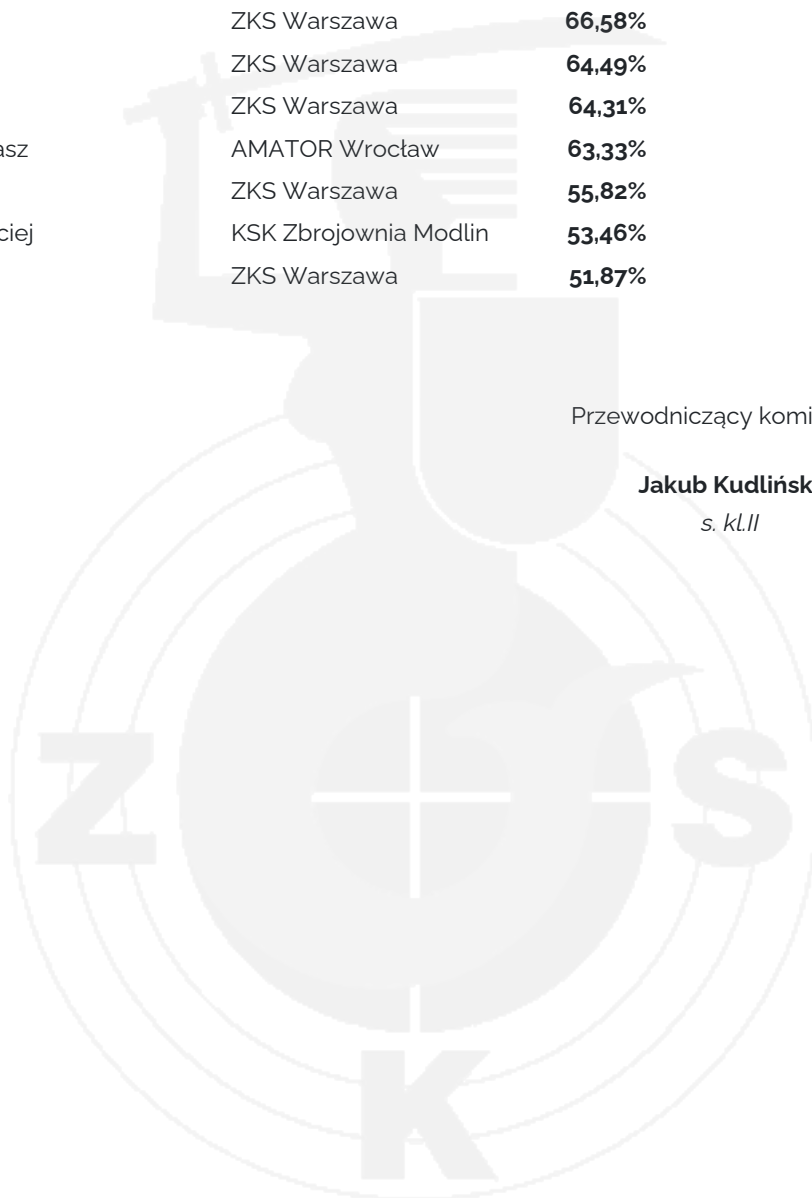 ZKS Warszawa 66,58%
ZKS Warszawa 64,49%
ZKS Warszawa 64,31%
asz AMATOR Wrocław 63,33%
ZKS Warszawa 55,82%
ciej KSK Zbrojownia Modlin 53,46%
ZKS Warszawa 51,87%
Przewodniczący komi
Jakub Kudlińsk
s. kl.II
Z S
K